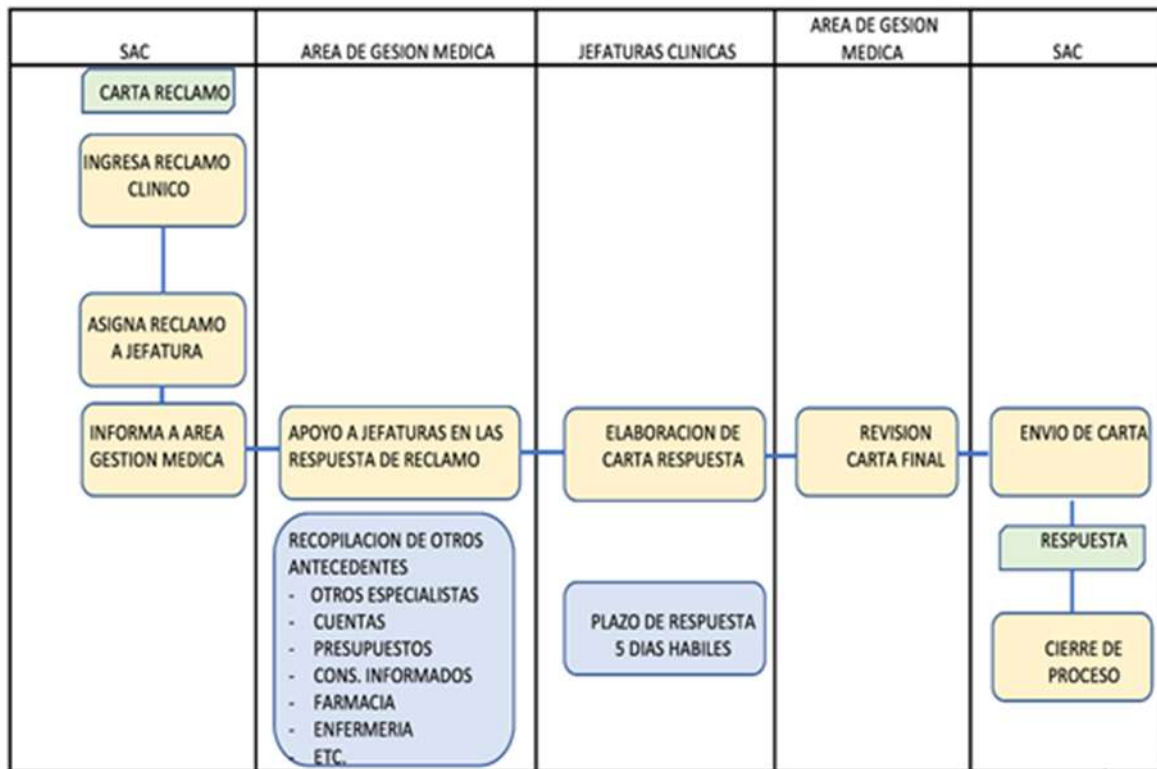 SAC
AREA DE GESION MEDICA
JEFATURAS CLINICAS
AREA DE GESION
MEDICA
SAC
CARTA RECLAMO
INGRESA RECLAMO
CLINICO
ASIGNA RECLAMO
A JEFATURA
INFORMA A AREA
GESTION MEDICA
APOYO A JEFATURAS EN LAS
RESPUESTA DE RECLAMO
RECOPILACION DE OTROS
ANTECEDENTES
- OTROS ESPECIALISTAS
- CUENTAS
- PRESUPUESTOS
- CONS. INFORMADOS
- FARMACIA
- ENFERMERIA
- ETC.
ELABORACION DE
CARTA RESPUESTA
PLAZO DE RESPUESTA
5 DIAS HABILES
REVISION
CARTA FINAL
ENVIO DE CARTA
RESPUESTA
CIERRE DE
PROCESO